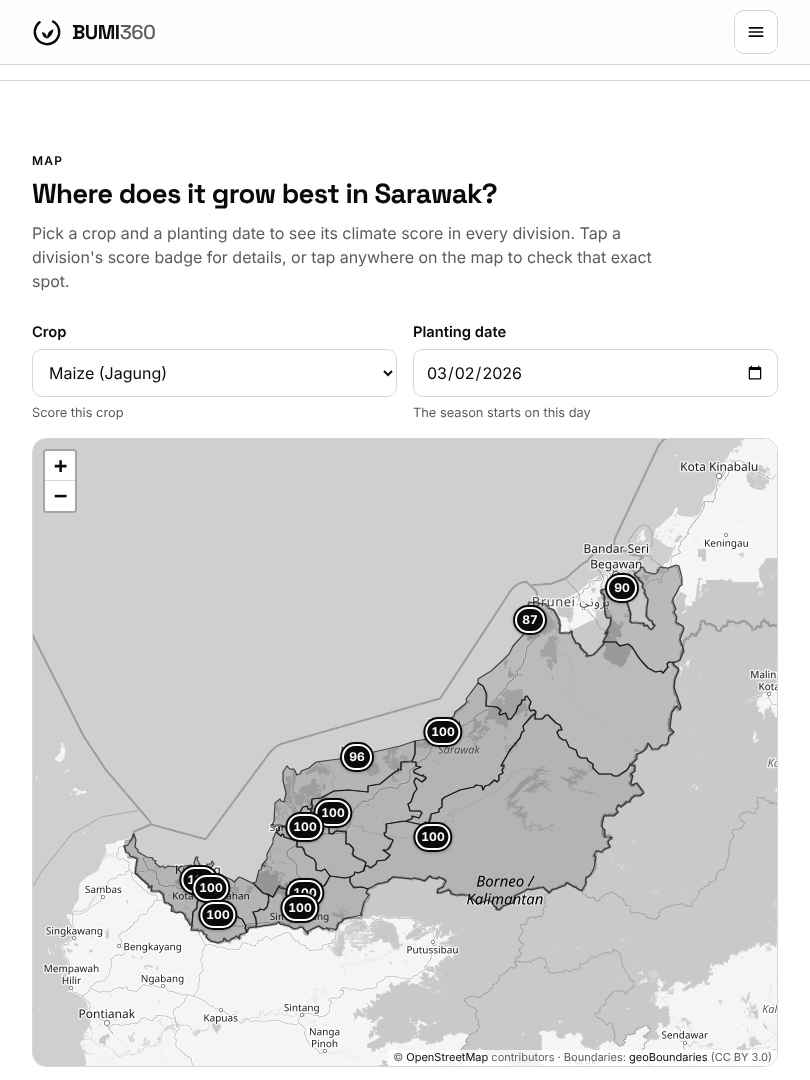 BUMI360
MAP
Where does it grow best in Sarawak?
Pick a crop and a planting date to see its climate score in every division. Tap a
division's score badge for details, or tap anywhere on the map to check that exact
spot.
Crop
Planting date
Maize (Jagung)
03/02/2026
Score this crop
The season starts on this day
+
−
Kota Kinabalu
Keningau
Bandar Seri
Begawan
90
Brunei بروني
87
100
Sarawak
96
100
100
100
100
100
100
100
Borneo /
Kalimantan
Sambas
Singkawang
Bengkayang
Mempawah
Hilir
Ngabang
Pontianak
Kapuas
Sintang
Nanga
Pinoh
Putussibau
Sendawar
© OpenStreetMap contributors · Boundaries: geoBoundaries (CC BY 3.0)